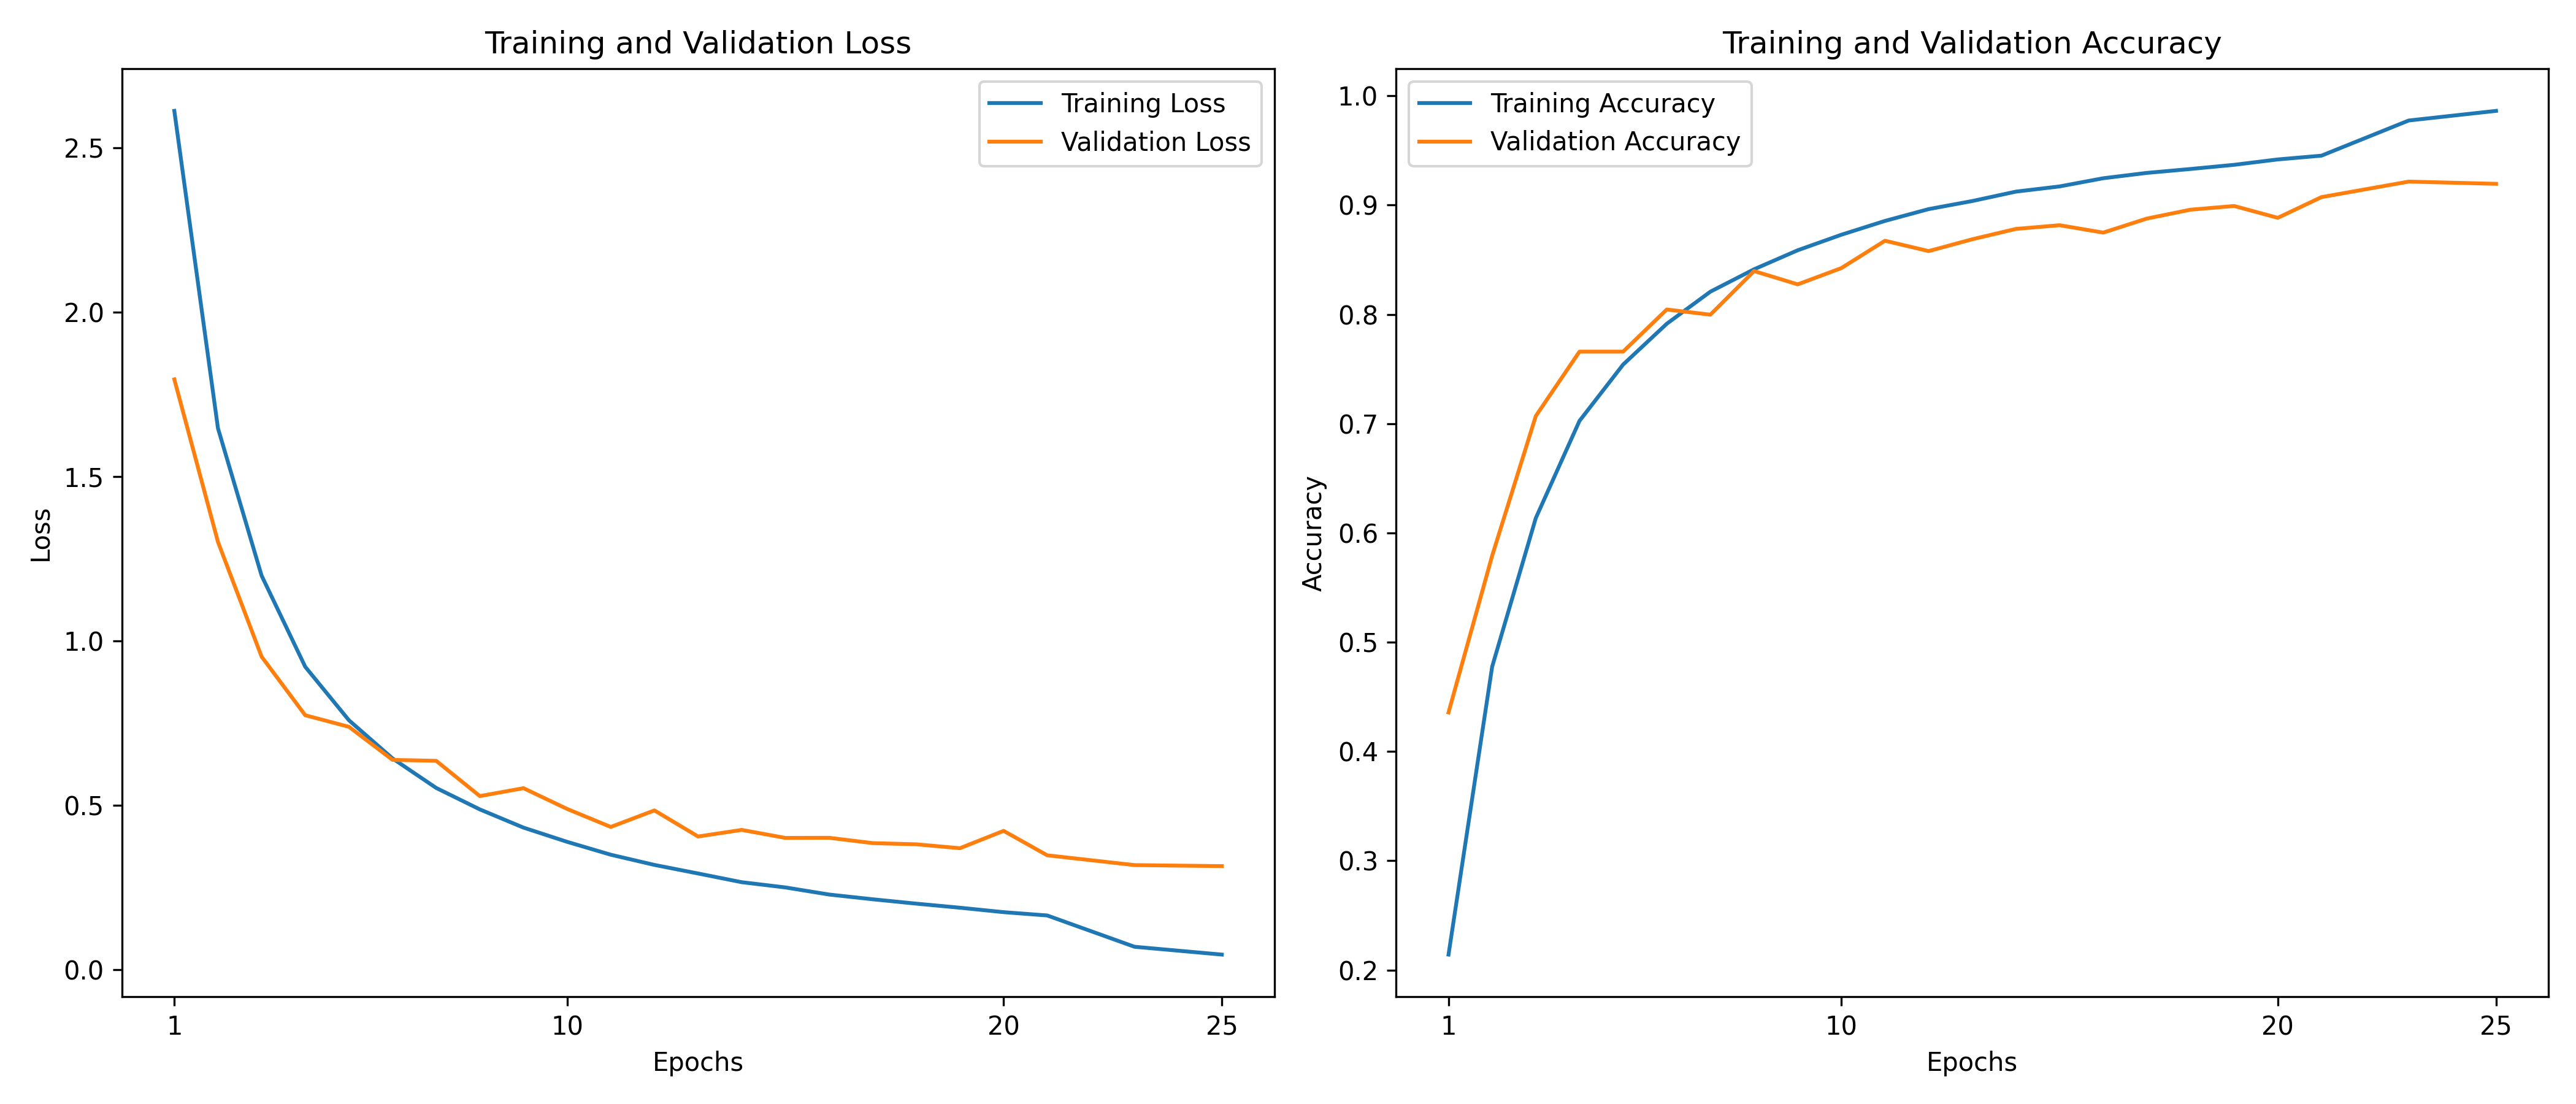 Training and Validation Loss
Training Loss
Validation Loss
2.5
2.0
1.5
1.0
0.5
0.0
Loss
1 10 20 25
Epochs
Training and Validation Accuracy
Training Accuracy
Validation Accuracy
1.0
0.9
0.8
0.7
0.6
0.5
0.4
0.3
0.2
Accuracy
1 10 20 25
Epochs